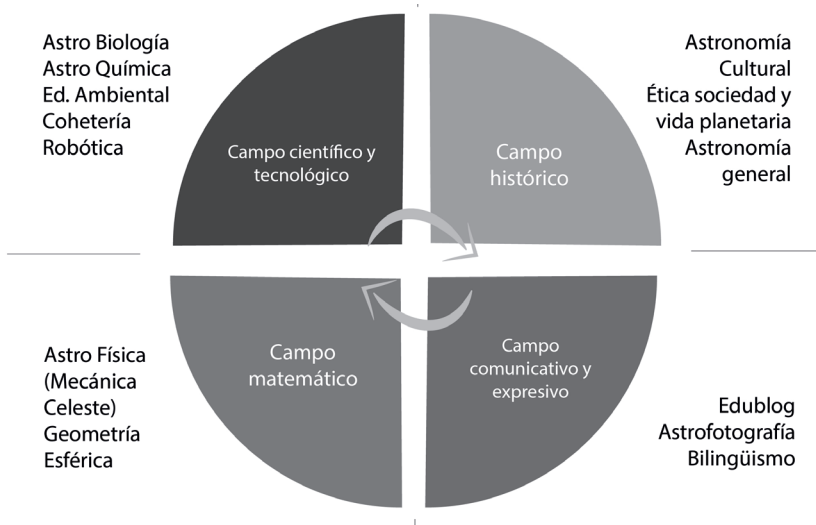 Astro Biología
Astro Química
Ed. Ambiental
Cohetería
Robótica
Campo científico y
tecnológico
Campo
histórico
Astronomía
Cultural
Ética sociedad y
vida planetaria
Astronomía
general
Astro Física
(Mecánica
Celeste)
Geometría
Esférica
Campo
matemático
Campo
comunicativo y
expresivo
Edublog
Astrofotografía
Bilingüismo